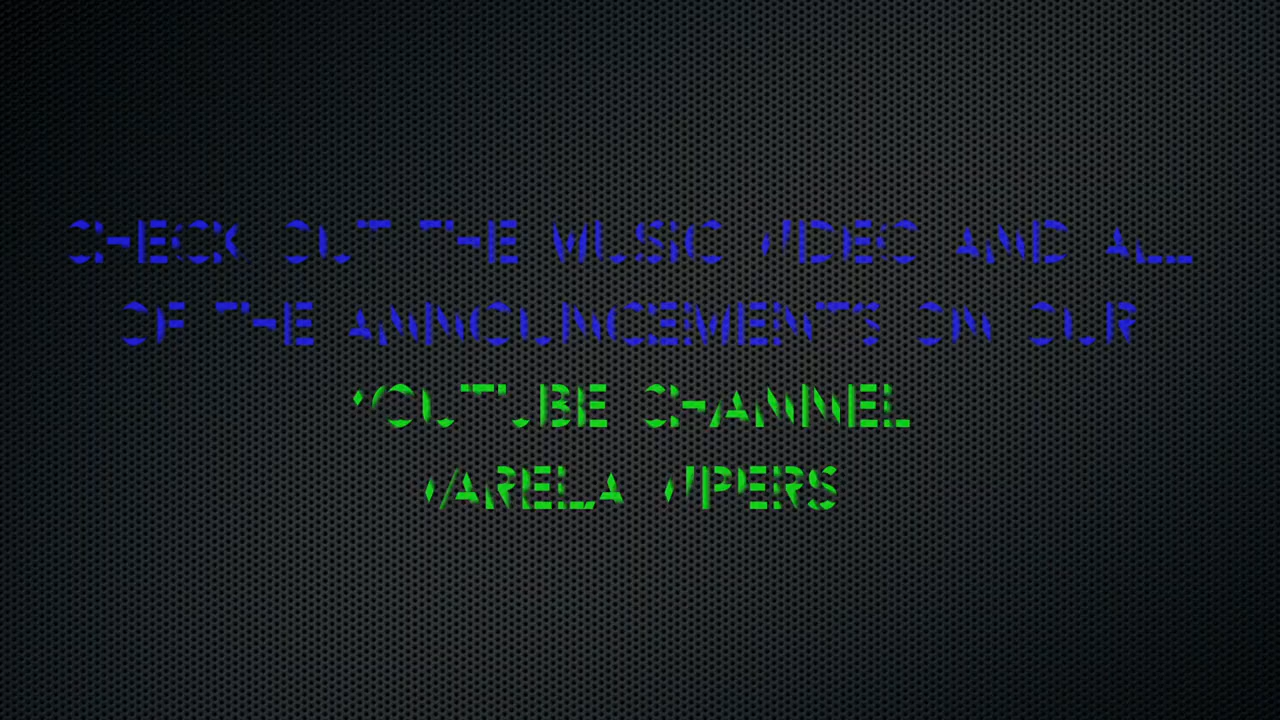 CHECK OUT THE MUSIC VIDEO AND ALL
OF THE ANNOUNCEMENTS ON OUR
YOUTUBE CHANNEL
VARELA VIPERS